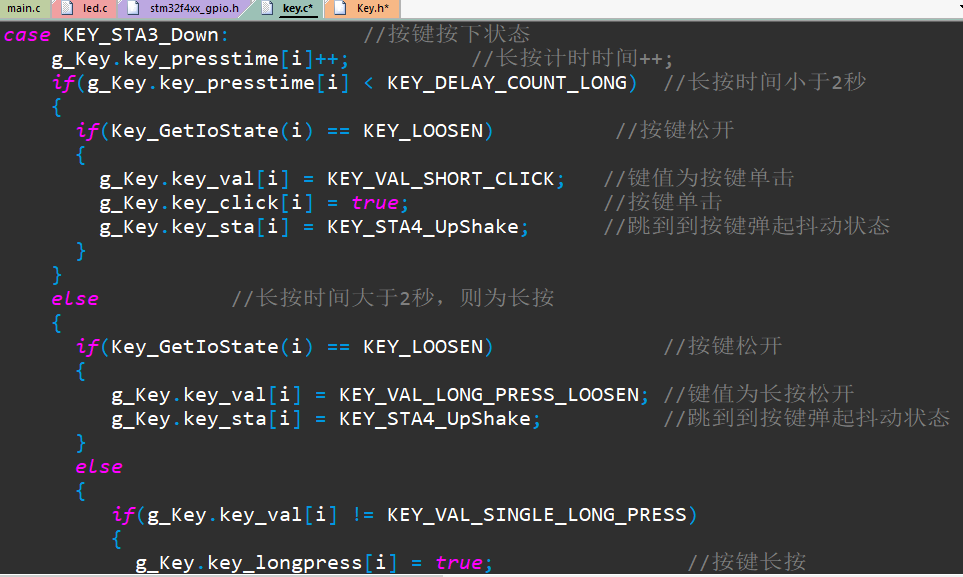 main.c led.c stm32f4xx_gpio.h key.c* Key.h*
case KEY_STA3_Down: //按键按下状态
g_Key.key_presstime[i]++; //长按计时时间++;
if(g_Key.key_presstime[i] < KEY_DELAY_COUNT_LONG) //长按时间小于2秒
{
if(Key_GetIoState(i) == KEY_LOOSEN) //按键松开
{
g_Key.key_val[i] = KEY_VAL_SHORT_CLICK; //键值为按键单击
g_Key.key_click[i] = true; //按键单击
g_Key.key_sta[i] = KEY_STA4_UpShake; //跳到到按键弹起抖动状态
}
}
else //长按时间大于2秒，则为长按
{
if(Key_GetIoState(i) == KEY_LOOSEN) //按键松开
{
g_Key.key_val[i] = KEY_VAL_LONG_PRESS_LOOSEN; //键值为长按松开
g_Key.key_sta[i] = KEY_STA4_UpShake; //跳到到按键弹起抖动状态
}
else
{
if(g_Key.key_val[i] != KEY_VAL_SINGLE_LONG_PRESS)
{
g_Key.key_longpress[i] = true; //按键长按